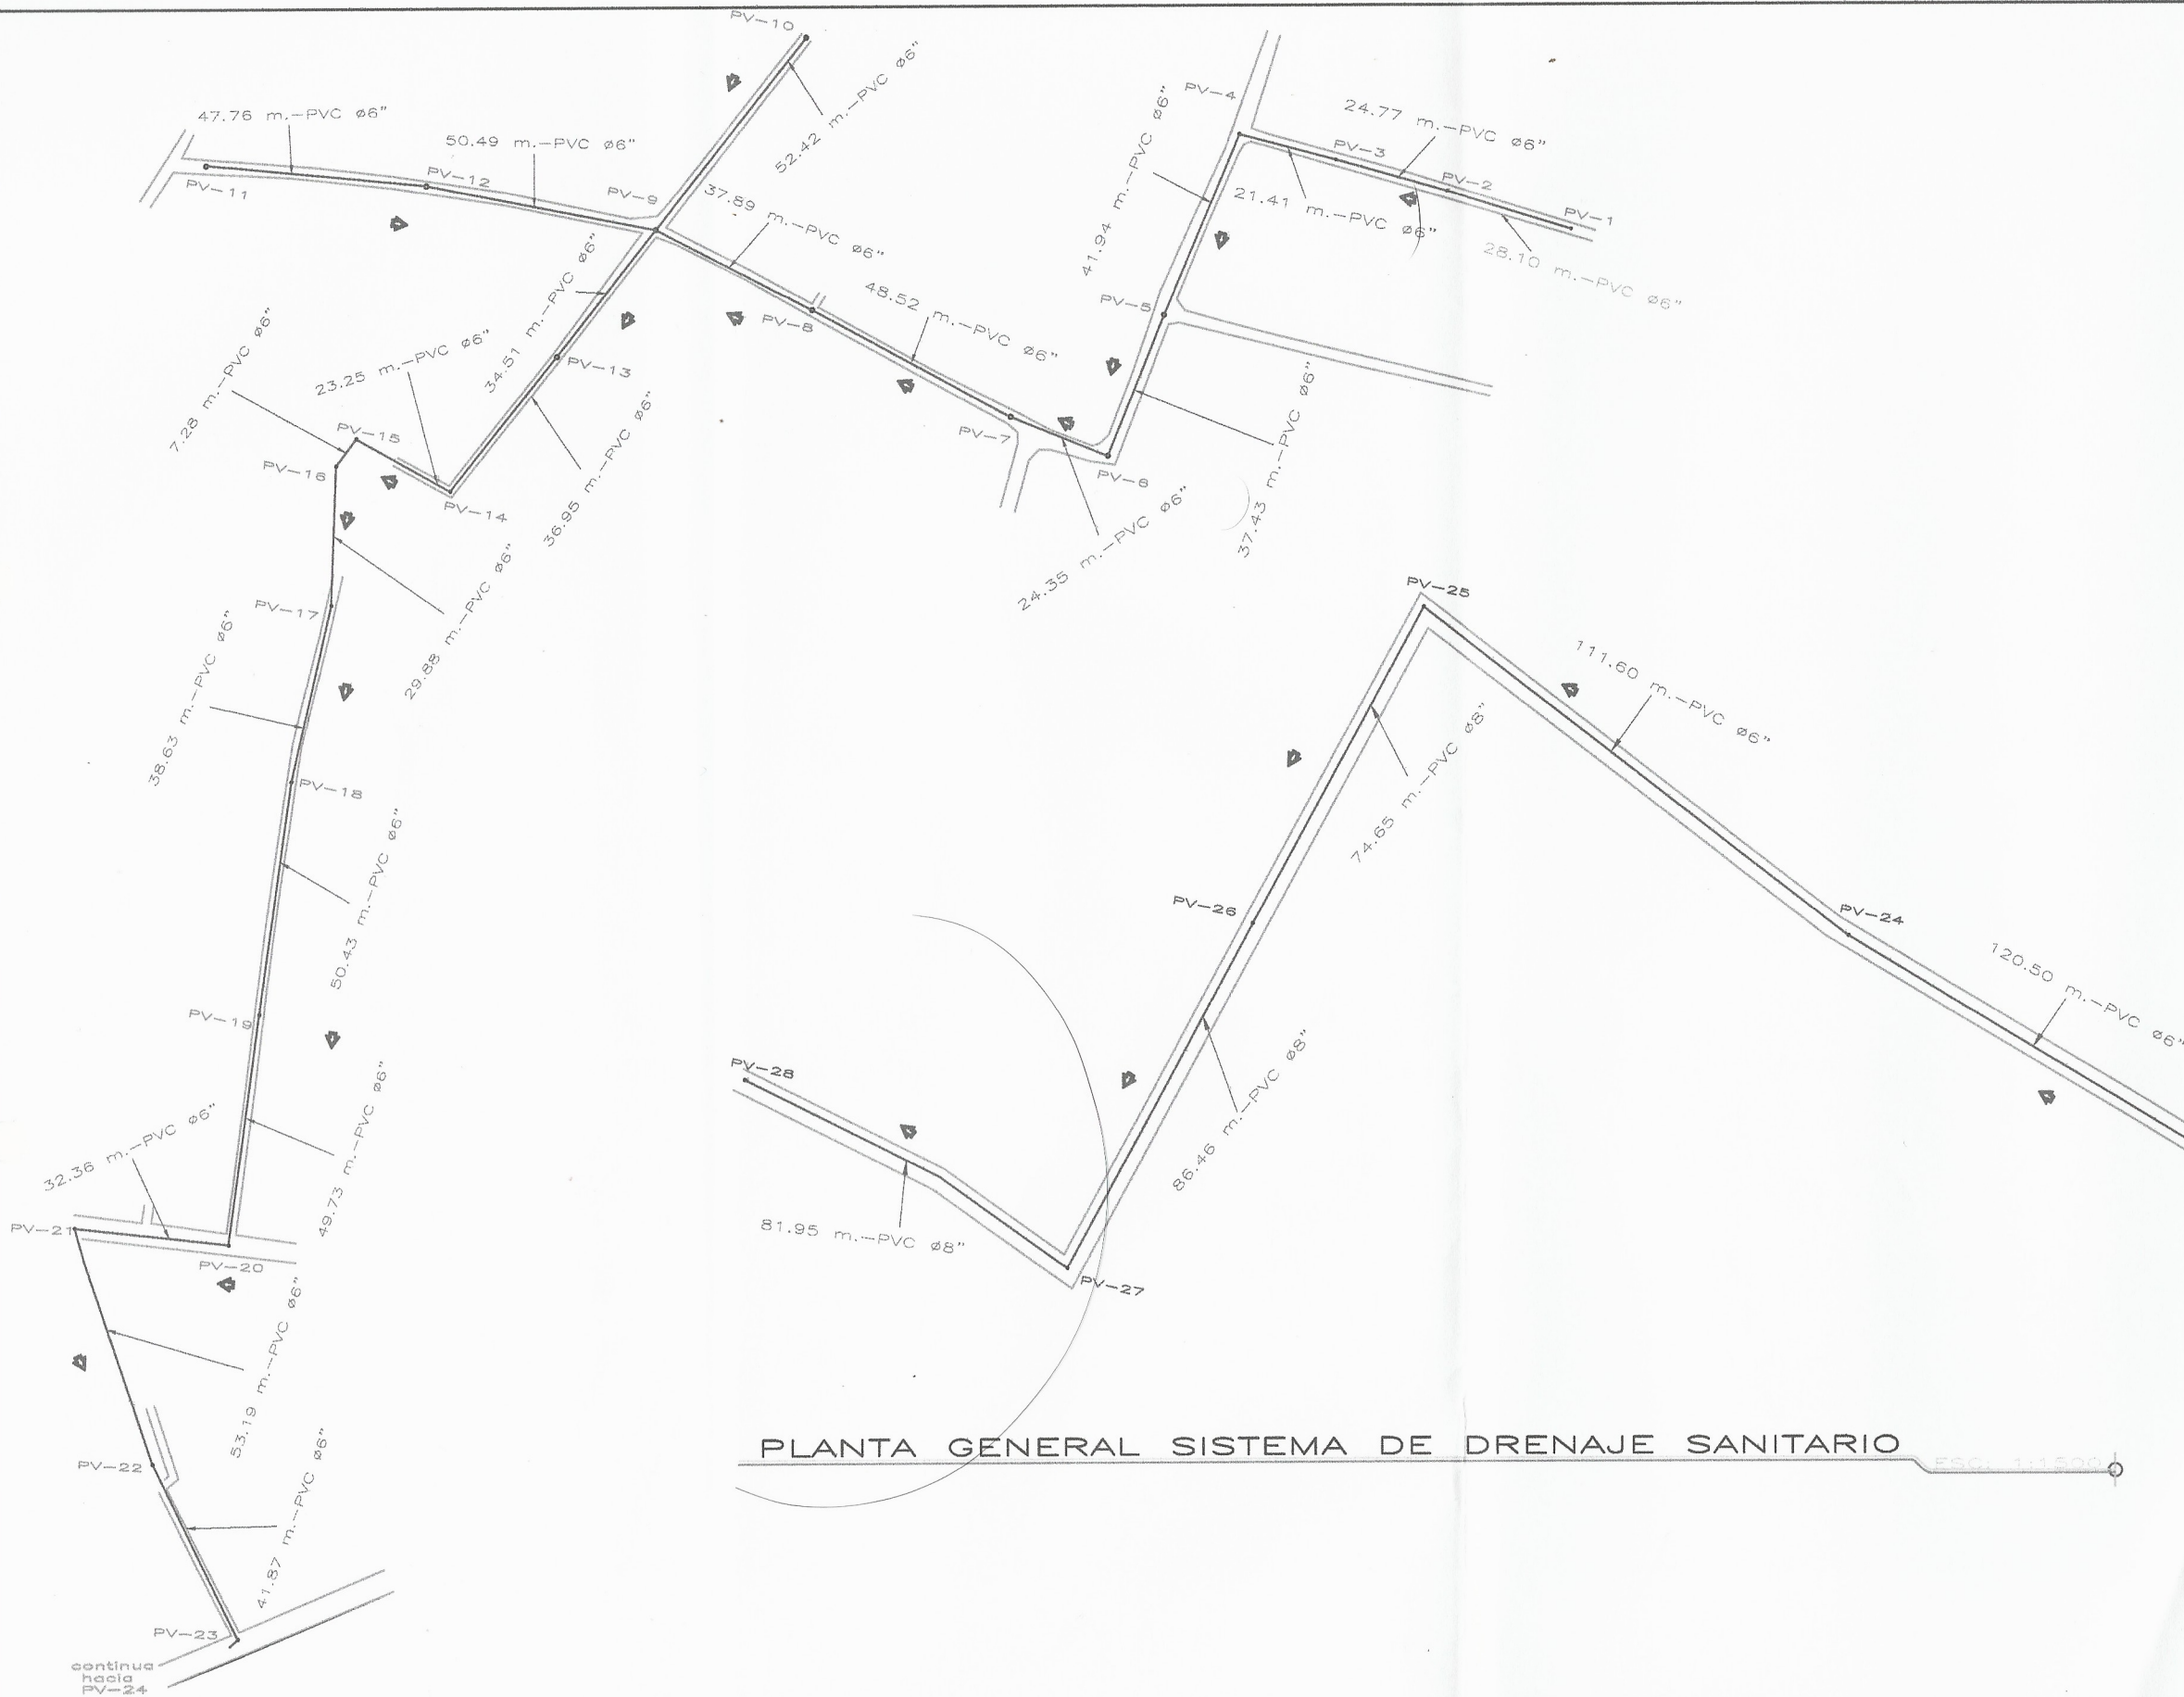 PV-10
52.42 m.-PVC ø6"
47.76 m.-PVC ø6"
50.49 m.-PVC ø6"
PV-11
PV-12
PV-9
37.89 m.-PVC ø6"
PV-8
48.52 m.-PVC ø6"
PV-7
PV-4
24.77 m.-PVC ø6"
PV-3
PV-2
PV-1
21.41 m.-PVC ø6"
28.10 m.-PVC ø6"
41.94 m.-PVC ø6"
PV-5
PV-6
37.43 m.-PVC ø6"
24.35 m.-PVC ø6"
34.51 m.-PVC ø6"
PV-13
36.95 m.-PVC ø6"
23.25 m.-PVC ø6"
7.28 m.-PVC ø6"
PV-15
PV-16
PV-14
29.88 m.-PVC ø6"
PV-17
38.63 m.-PVC ø6"
PV-18
50.43 m.-PVC ø6"
PV-19
49.73 m.-PVC ø6"
32.36 m.-PVC ø6"
PV-21
PV-20
53.19 m.-PVC ø6"
PV-22
41.87 m.-PVC ø6"
PV-23
continua
hacia
PV-24
PV-25
111.60 m.-PVC ø6"
74.65 m.-PVC ø8"
PV-26
PV-24
120.50 m.-PVC ø6"
86.46 m.-PVC ø8"
PV-28
81.95 m.-PVC ø8"
PV-27
PLANTA GENERAL SISTEMA DE DRENAJE SANITARIO
ESC: 1:1500